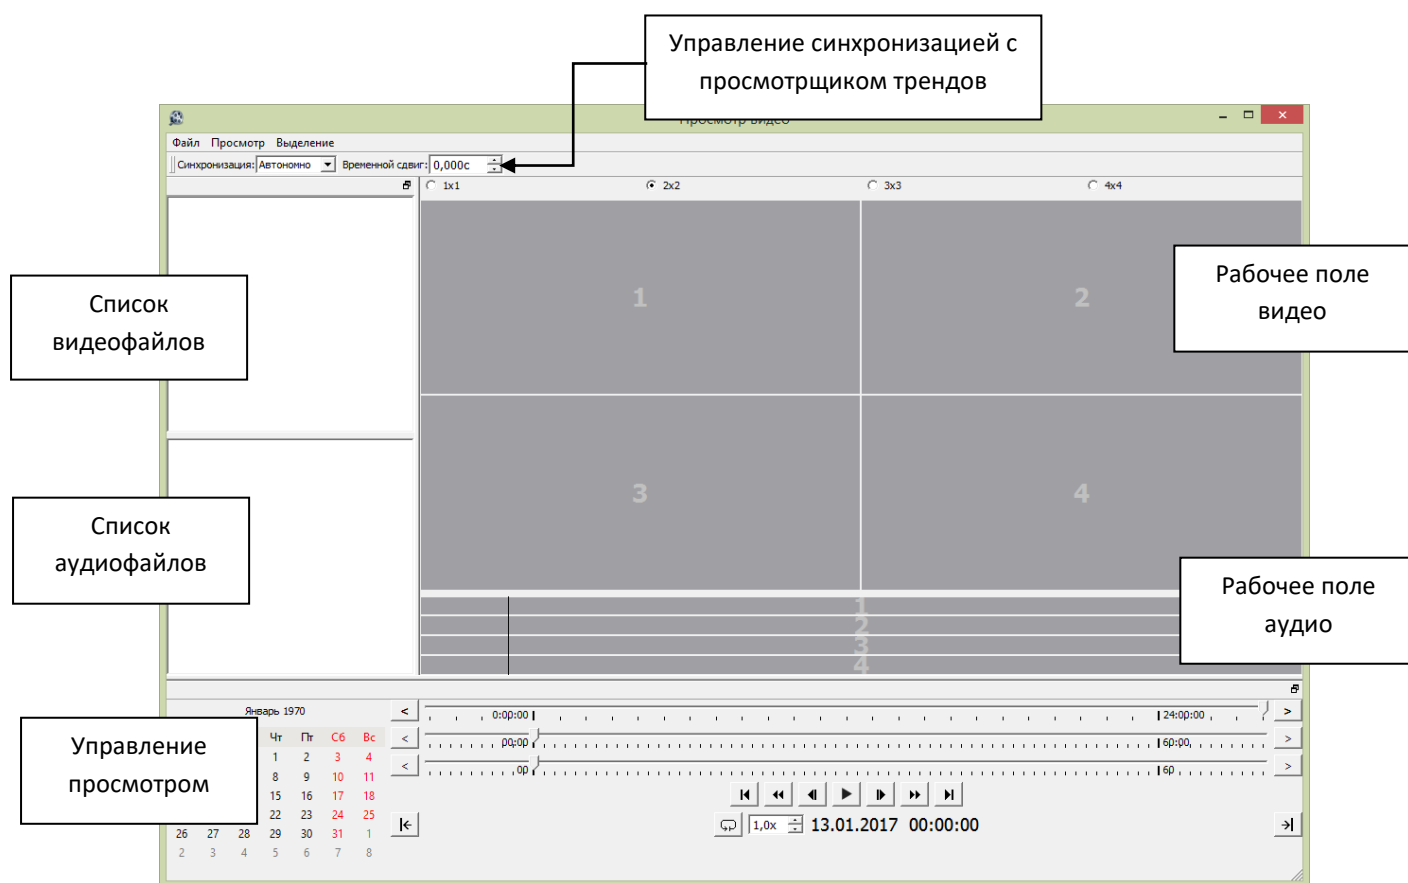 Управление синхронизацией с
просмотрщиком трендов
Файл Просмотр Выделение
Синхронизация: Автономно Временной сдвиг: 0,000с
1x1 2x2 3x3 4x4
1 2
3 4
1
2
3
4
Список
видеофайлов
Рабочее поле
видео
Список
аудиофайлов
Рабочее поле
аудио
Управление
просмотром
Январь 1970
Чт Пт Сб Вс
1 2 3 4
8 9 10 11
15 16 17 18
22 23 24 25
26 27 28 29 30 31 1
2 3 4 5 6 7 8
< 0:00:00 24:00:00 >
< 00:00 60:00 >
< 00 60 >
1,0x 13.01.2017 00:00:00